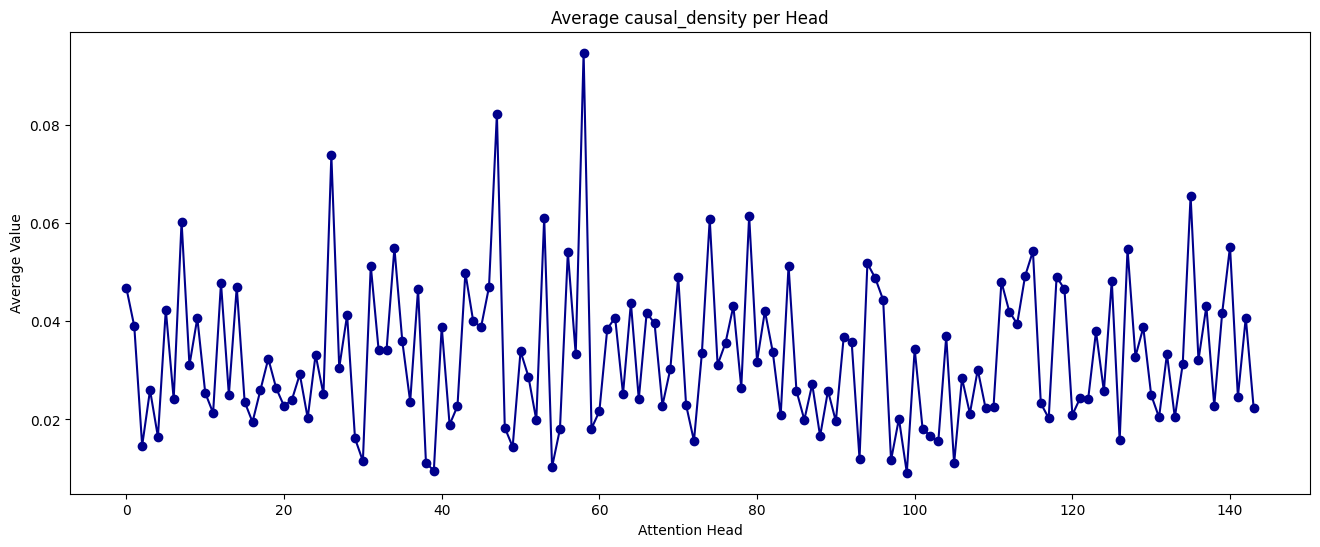 Average causal_density per Head
Average Value
0.08
0.06
0.04
0.02
0 20 40 60 80 100 120 140
Attention Head